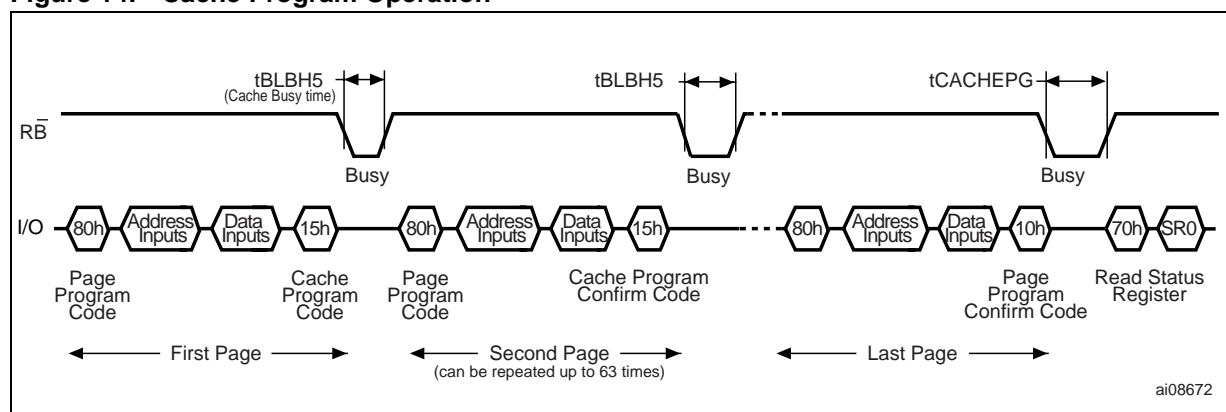 Figure 14. Cache Program Operation
tBLBH5
(Cache Busy time)
tBLBH5
tCACHEPG
RB̅
Busy
Busy
Busy
I/O
80h
Address Inputs
Data Inputs
15h
80h
Address Inputs
Data Inputs
15h
80h
Address Inputs
Data Inputs
10h
70h
SR0
Page
Program
Code
Cache
Program
Code
Page
Program
Code
Cache Program
Confirm Code
Page
Program
Confirm Code
Read Status
Register
First Page
Second Page
(can be repeated up to 63 times)
Last Page
ai08672